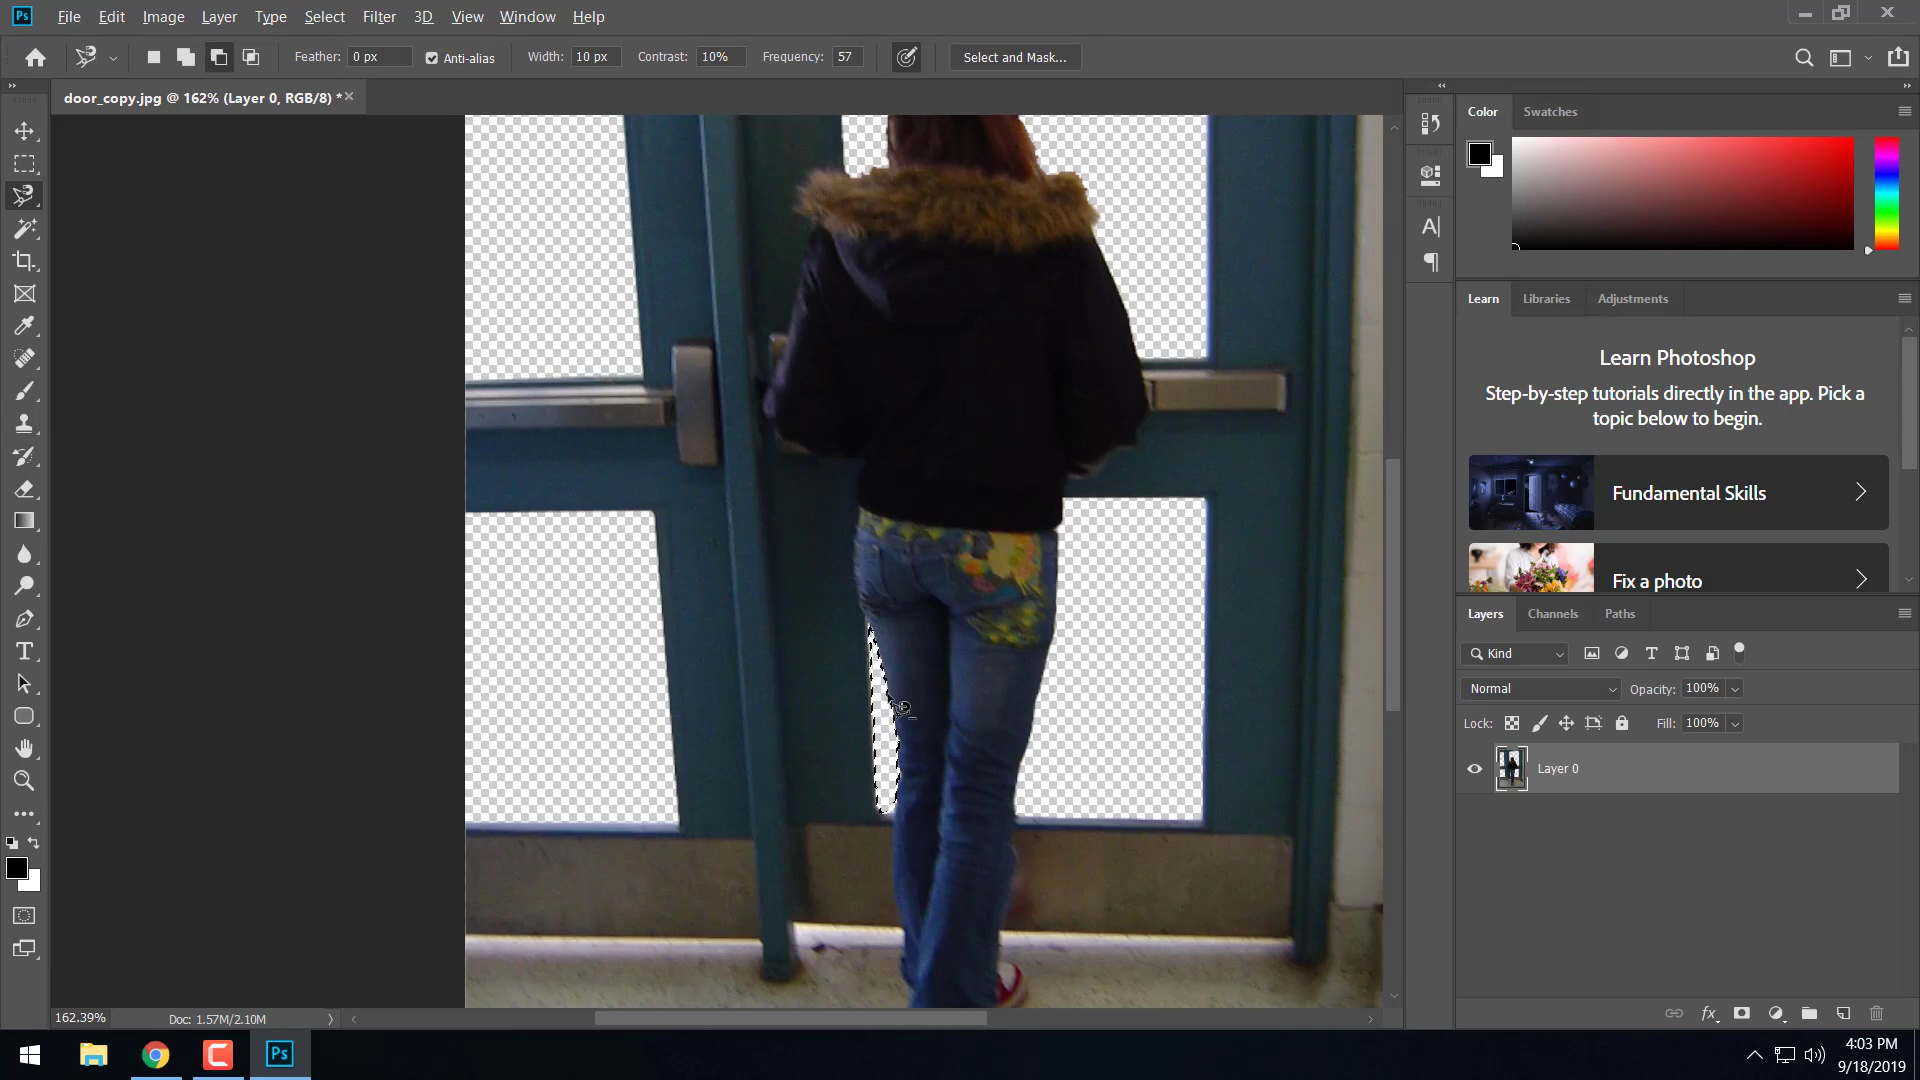 Ps File Edit Image Layer Type Select Filter 3D View Window Help
Feather: 0 px Anti-alias Width: 10 px Contrast: 10% Frequency: 57 Select and Mask...
door_copy.jpg @ 162% (Layer 0, RGB/8) *
Color Swatches
Learn Libraries Adjustments
Learn Photoshop
Step-by-step tutorials directly in the app. Pick a
topic below to begin.
Fundamental Skills
Fix a photo
Layers Channels Paths
Kind
Normal Opacity: 100%
Lock: Fill: 100%
Layer 0
fx
162.39% Doc: 1.57M/2.10M
Ps
4:03 PM
9/18/2019